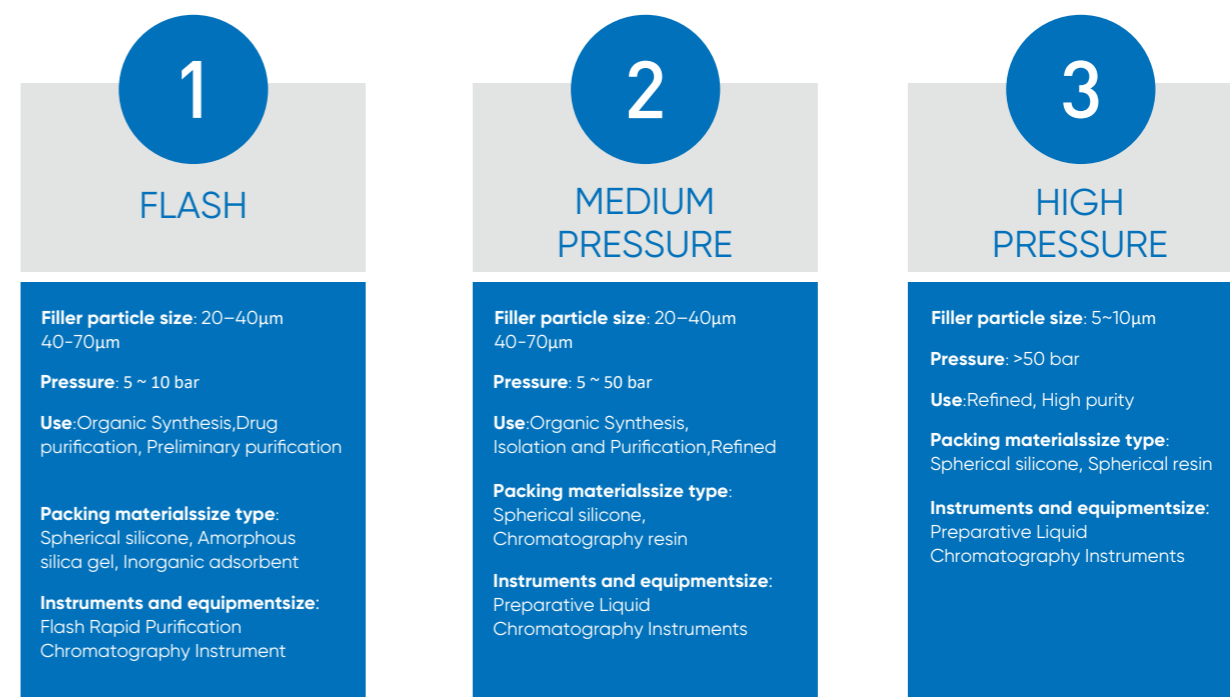 1
FLASH
Filler particle size: 20–40μm
40-70μm
Pressure: 5 ~ 10 bar
Use:Organic Synthesis,Drug
purification, Preliminary purification
Packing materialssize type:
Spherical silicone, Amorphous
silica gel, Inorganic adsorbent
Instruments and equipmentsize:
Flash Rapid Purification
Chromatography Instrument
2
MEDIUM
PRESSURE
Filler particle size: 20–40μm
40-70μm
Pressure: 5 ~ 50 bar
Use:Organic Synthesis,
Isolation and Purification,Refined
Packing materialssize type:
Spherical silicone,
Chromatography resin
Instruments and equipmentsize:
Preparative Liquid
Chromatography Instruments
3
HIGH
PRESSURE
Filler particle size: 5~10μm
Pressure: >50 bar
Use:Refined, High purity
Packing materialssize type:
Spherical silicone, Spherical resin
Instruments and equipmentsize:
Preparative Liquid
Chromatography Instruments